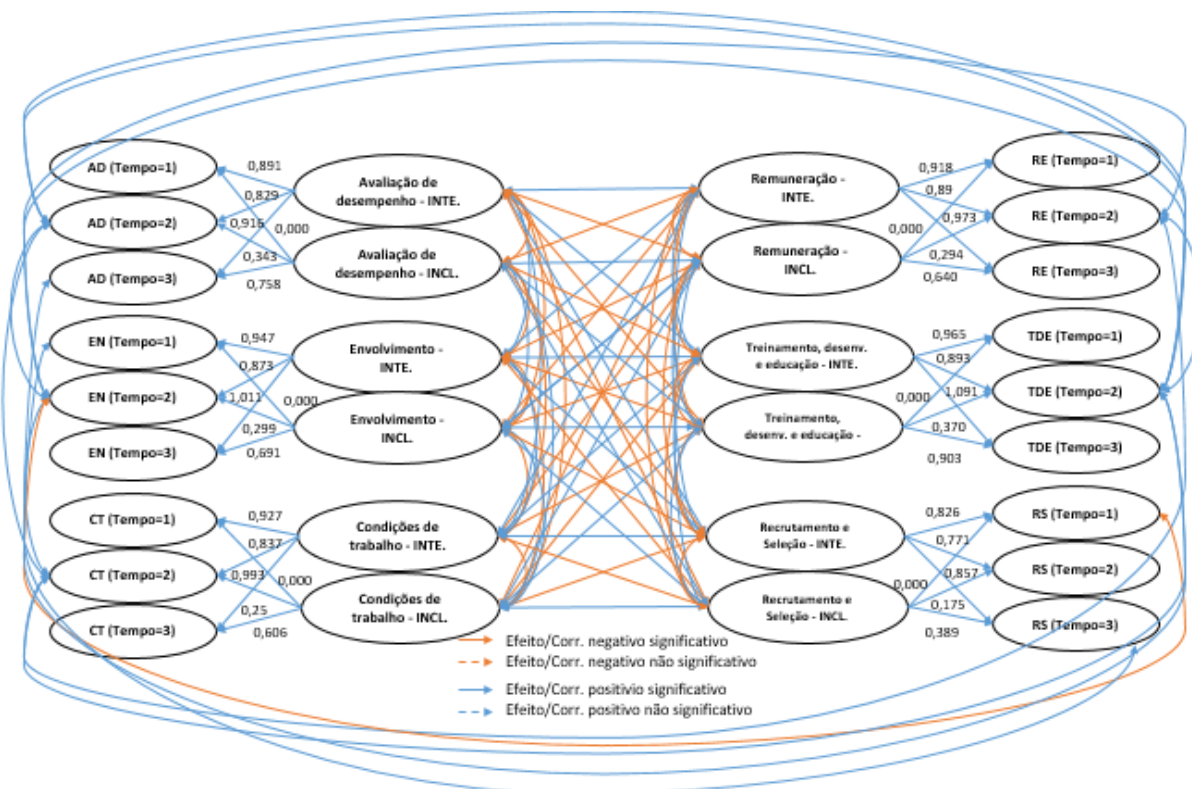 AD (Tempo=1)
AD (Tempo=2)
AD (Tempo=3)
0,891
0,829
0,916
0,000
0,343
0,758
Avaliação de
desempenho - INTE.
Avaliação de
desempenho - INCL.
EN (Tempo=1)
EN (Tempo=2)
EN (Tempo=3)
0,947
0,873
1,011
0,000
0,299
0,691
Envolvimento -
INTE.
Envolvimento -
INCL.
CT (Tempo=1)
CT (Tempo=2)
CT (Tempo=3)
0,927
0,837
0,993
0,000
0,25
0,606
Condições de
trabalho - INTE.
Condições de
trabalho - INCL.
Remuneração -
INTE.
Remuneração -
INCL.
0,918
0,89
0,973
0,000
0,294
0,640
RE (Tempo=1)
RE (Tempo=2)
RE (Tempo=3)
Treinamento, desenv.
e educação - INTE.
Treinamento,
desenv. e educação -
0,965
0,893
1,091
0,000
0,370
0,903
TDE (Tempo=1)
TDE (Tempo=2)
TDE (Tempo=3)
Recrutamento e
Seleção - INTE.
Recrutamento e
Seleção - INCL.
0,826
0,771
0,857
0,000
0,175
0,389
RS (Tempo=1)
RS (Tempo=2)
RS (Tempo=3)
Efeito/Corr. negativo significativo
Efeito/Corr. negativo não significativo
Efeito/Corr. positivio significativo
Efeito/Corr. positivo não significativo